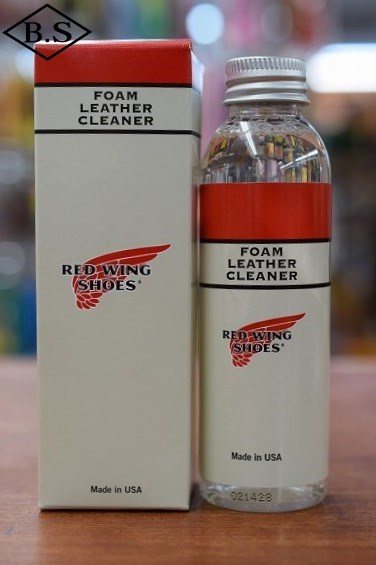 B.S
FOAM
LEATHER
CLEANER
RED WING
SHOES®
Made in USA
FOAM
LEATHER
CLEANER
RED WING
SHOES®
Made in USA
021428